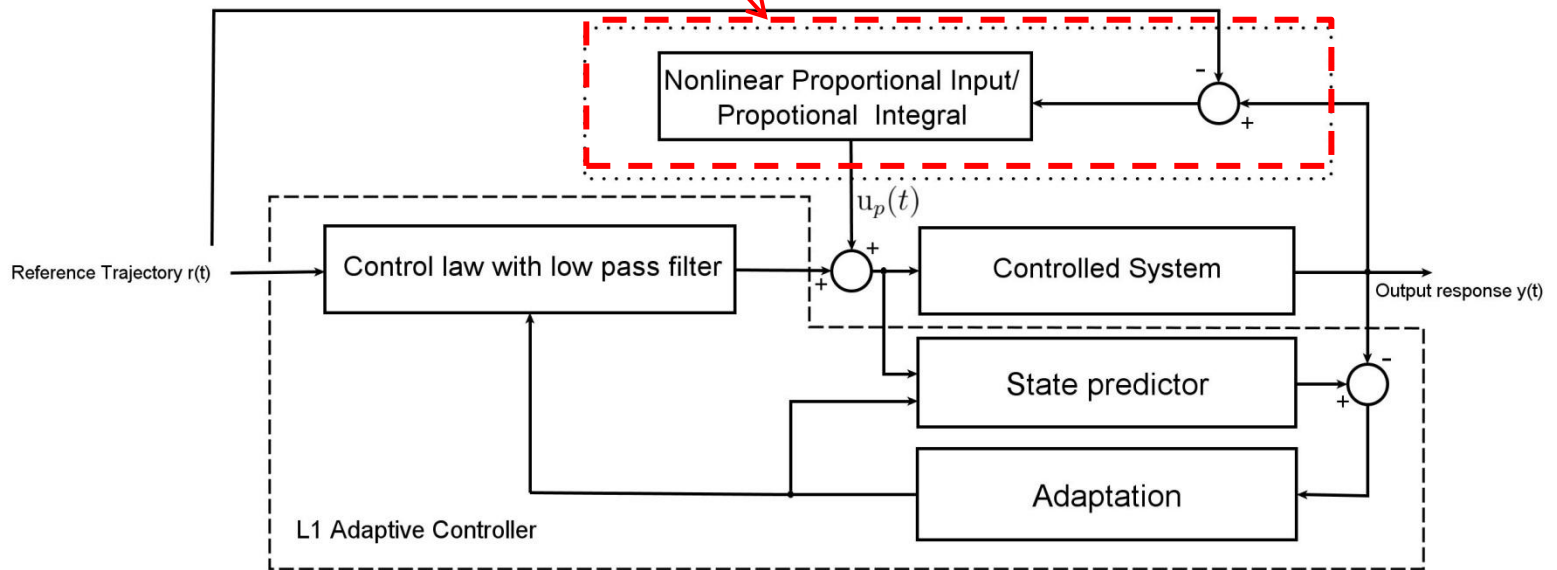 -
Nonlinear Proportional Input/
Propotional Integral
+
u_p(t)
+
Reference Trajectory r(t)
Control law with low pass filter
+
Controlled System
Output response y(t)
-
State predictor
+
Adaptation
L1 Adaptive Controller